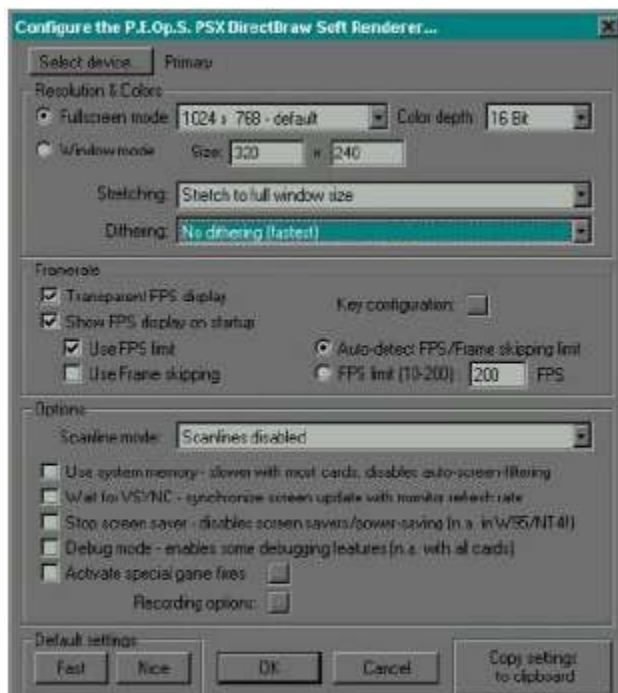 Configure the P.E.Op.S. PSX DirectDraw Soft Renderer...
Select device... Primary
Resolution & Colors
Fullscreen mode: 1024 x 768 - default Color depth: 16 Bit
Window mode Size: 320 x 240
Stretching: Stretch to full window size
Dithering: No dithering (fastest)
Framerate
Transparent FPS display
Key configuration:
Show FPS display on startup
Use FPS limit Auto-detect FPS/Frame skipping limit
Use Frame skipping FPS limit (10-200) 200 FPS
Options
Scanline mode: Scanlines disabled
Use system memory - slower with most cards, disables auto-screen-filtering
Wait for VSYNC - synchronize screen update with monitor refresh rate
Stop screen saver - disables screen savers/power-saving (n.a. in W95/NT4!)
Debug mode - enables some debugging features (n.a. with all cards)
Activate special game fixes
Recording options:
Default settings
Fast Nice OK Cancel Copy settings
to clipboard